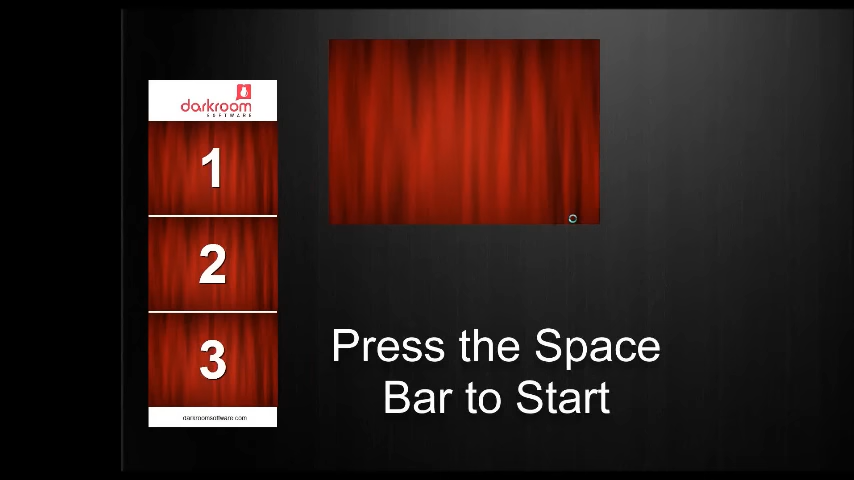 darkroom
SOFTWARE
1
2
3
darkroomsoftware.com
Press the Space
Bar to Start